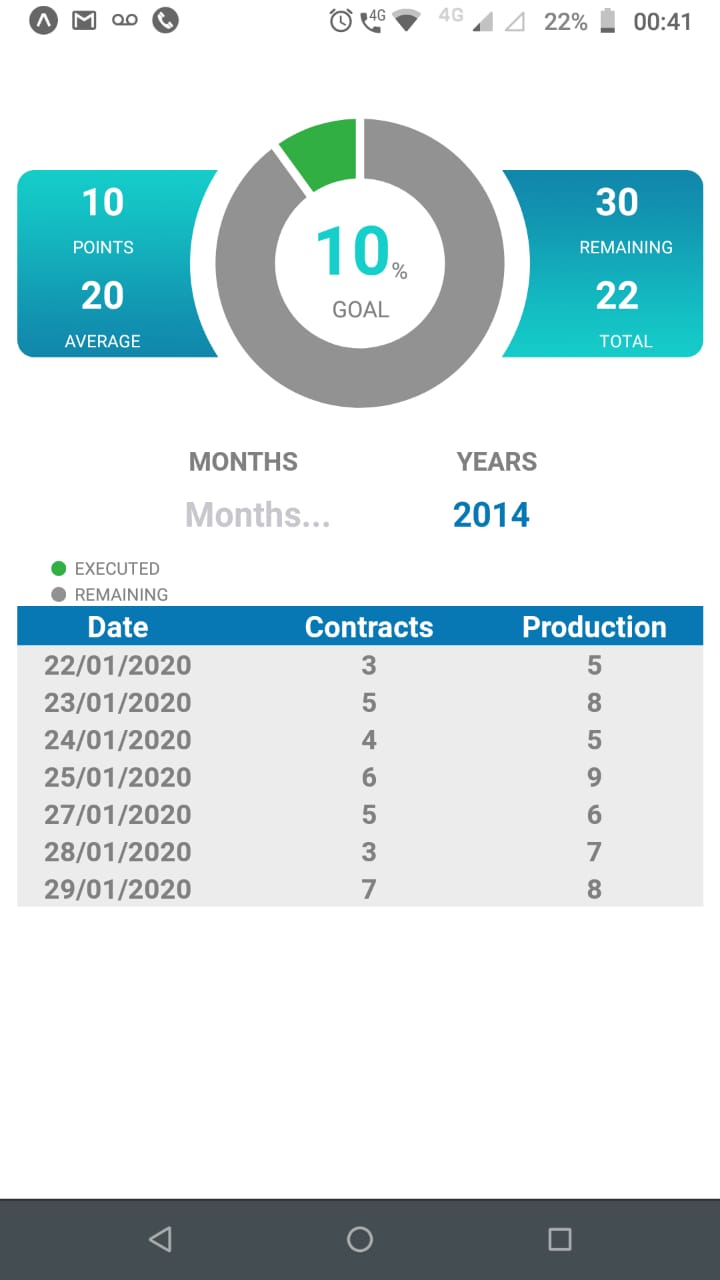 4G 4G 22% 00:41
10
POINTS
20
AVERAGE
10%
GOAL
30
REMAINING
22
TOTAL
MONTHS YEARS
Months... 2014
EXECUTED
REMAINING
Date Contracts Production
22/01/2020 3 5
23/01/2020 5 8
24/01/2020 4 5
25/01/2020 6 9
27/01/2020 5 6
28/01/2020 3 7
29/01/2020 7 8